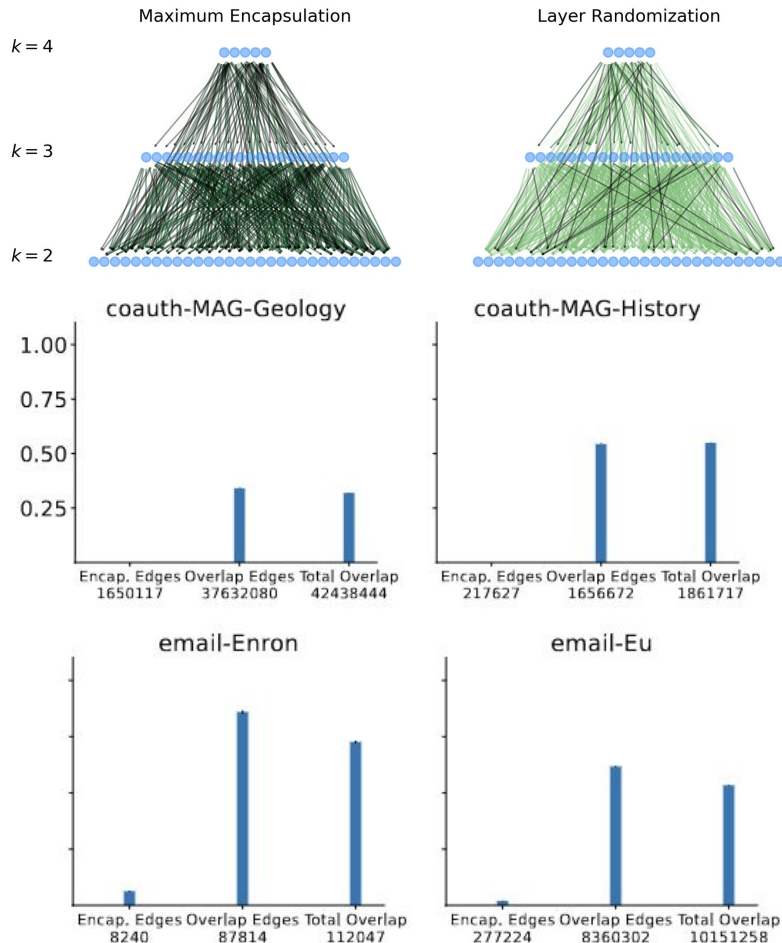 Maximum Encapsulation Layer Randomization
k = 4
k = 3
k = 2
coauth-MAG-Geology coauth-MAG-History
1.00
0.75
0.50
0.25
Encap. Edges Overlap Edges Total Overlap Encap. Edges Overlap Edges Total Overlap
1650117 37632080 42438444 217627 1656672 1861717
email-Enron email-Eu
Encap. Edges Overlap Edges Total Overlap Encap. Edges Overlap Edges Total Overlap
8240 87814 112047 277224 8360302 10151258